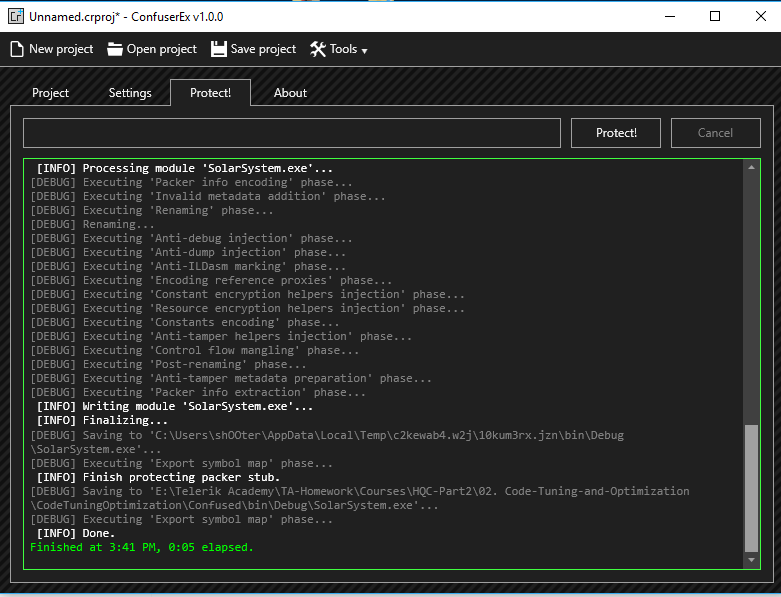 Cr Unnamed.crproj* - ConfuserEx v1.0.0
New project Open project Save project Tools
Project Settings Protect! About
Protect! Cancel
[INFO] Processing module 'SolarSystem.exe'...
[DEBUG] Executing 'Packer info encoding' phase...
[DEBUG] Executing 'Invalid metadata addition' phase...
[DEBUG] Executing 'Renaming' phase...
[DEBUG] Renaming...
[DEBUG] Executing 'Anti-debug injection' phase...
[DEBUG] Executing 'Anti-dump injection' phase...
[DEBUG] Executing 'Anti-ILDasm marking' phase...
[DEBUG] Executing 'Encoding reference proxies' phase...
[DEBUG] Executing 'Constant encryption helpers injection' phase...
[DEBUG] Executing 'Resource encryption helpers injection' phase...
[DEBUG] Executing 'Constants encoding' phase...
[DEBUG] Executing 'Anti-tamper helpers injection' phase...
[DEBUG] Executing 'Control flow mangling' phase...
[DEBUG] Executing 'Post-renaming' phase...
[DEBUG] Executing 'Anti-tamper metadata preparation' phase...
[DEBUG] Executing 'Packer info extraction' phase...
[INFO] Writing module 'SolarSystem.exe'...
[INFO] Finalizing...
[DEBUG] Saving to 'C:\Users\shOOter\AppData\Local\Temp\c2kewab4.w2j\10kum3rx.jzn\bin\Debug
\SolarSystem.exe'...
[DEBUG] Executing 'Export symbol map' phase...
[INFO] Finish protecting packer stub.
[DEBUG] Saving to 'E:\Telerik Academy\TA-Homework\Courses\HQC-Part2\02. Code-Tuning-and-Optimization
\CodeTuningOptimization\Confused\bin\Debug\SolarSystem.exe'...
[DEBUG] Executing 'Export symbol map' phase...
[INFO] Done.
Finished at 3:41 PM, 0:05 elapsed.